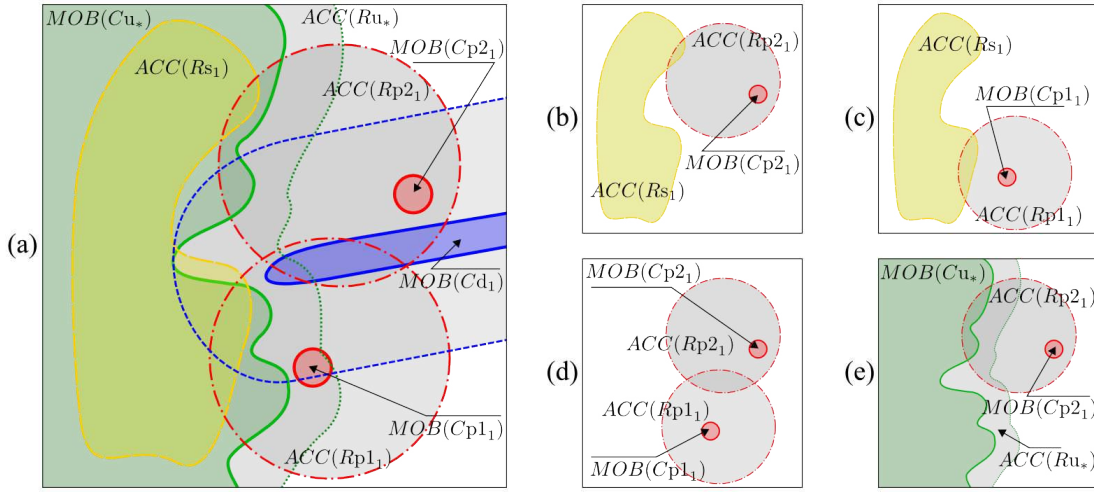 (a)
MOB(Cu*)
ACC(Ru*)
MOB(Cp2₁)
ACC(Rs₁)
ACC(Rp2₁)
MOB(Cd₁)
MOB(Cp1₁)
ACC(Rp1₁)
(b)
ACC(Rp2₁)
MOB(Cp2₁)
ACC(Rs₁)
(c)
ACC(Rs₁)
MOB(Cp1₁)
ACC(Rp1₁)
(d)
MOB(Cp2₁)
ACC(Rp2₁)
ACC(Rp1₁)
MOB(Cp1₁)
(e)
MOB(Cu*)
ACC(Rp2₁)
MOB(Cp2₁)
ACC(Ru*)